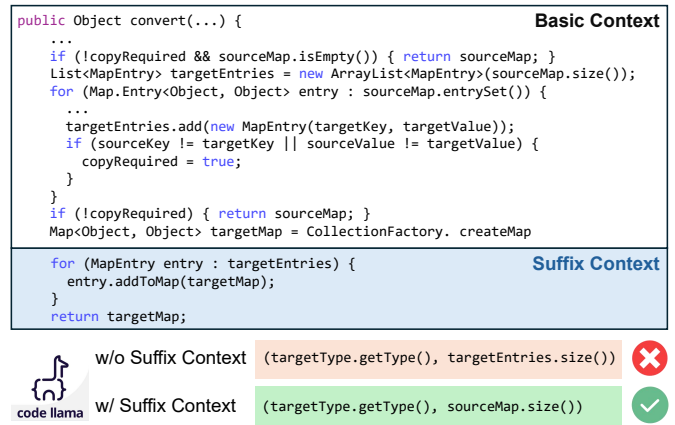 public Object convert(...) { Basic Context
...
if (!copyRequired && sourceMap.isEmpty()) { return sourceMap; }
List<MapEntry> targetEntries = new ArrayList<MapEntry>(sourceMap.size());
for (Map.Entry<Object, Object> entry : sourceMap.entrySet()) {
...
targetEntries.add(new MapEntry(targetKey, targetValue));
if (sourceKey != targetKey || sourceValue != targetValue) {
copyRequired = true;
}
}
if (!copyRequired) { return sourceMap; }
Map<Object, Object> targetMap = CollectionFactory. createMap
for (MapEntry entry : targetEntries) { Suffix Context
entry.addToMap(targetMap);
}
return targetMap;
w/o Suffix Context (targetType.getType(), targetEntries.size())
code llama w/ Suffix Context (targetType.getType(), sourceMap.size())